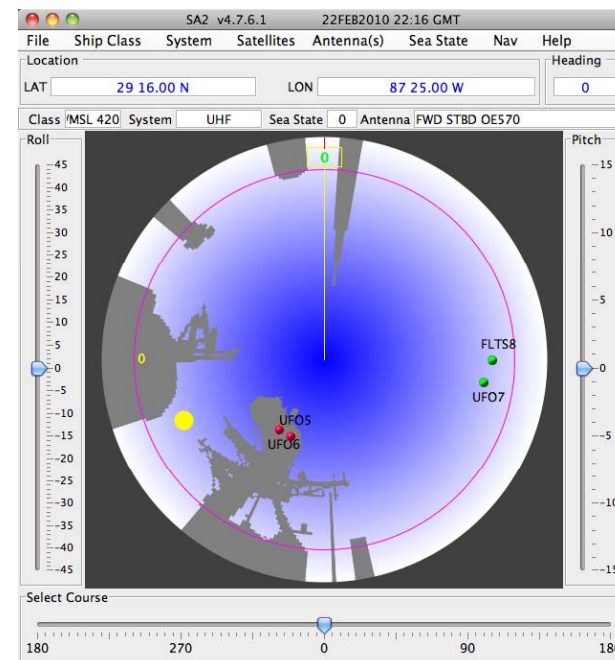 SA2 v4.7.6.1 22FEB2010 22:16 GMT
File Ship Class System Satellites Antenna(s) Sea State Nav Help
Location Heading
LAT 29 16.00 N LON 87 25.00 W 0
Class /MSL 420 System UHF Sea State 0 Antenna FWD STBD OE570
Roll Pitch
0
45
40
35
30
25
20
15
10
5
0
-5
-10
-15
-20
-25
-30
-35
-40
-45
0
FLTS8
UFO7
UFO5
UFO6
15
10
5
0
-5
-10
-15
Select Course
180 270 0 90 18